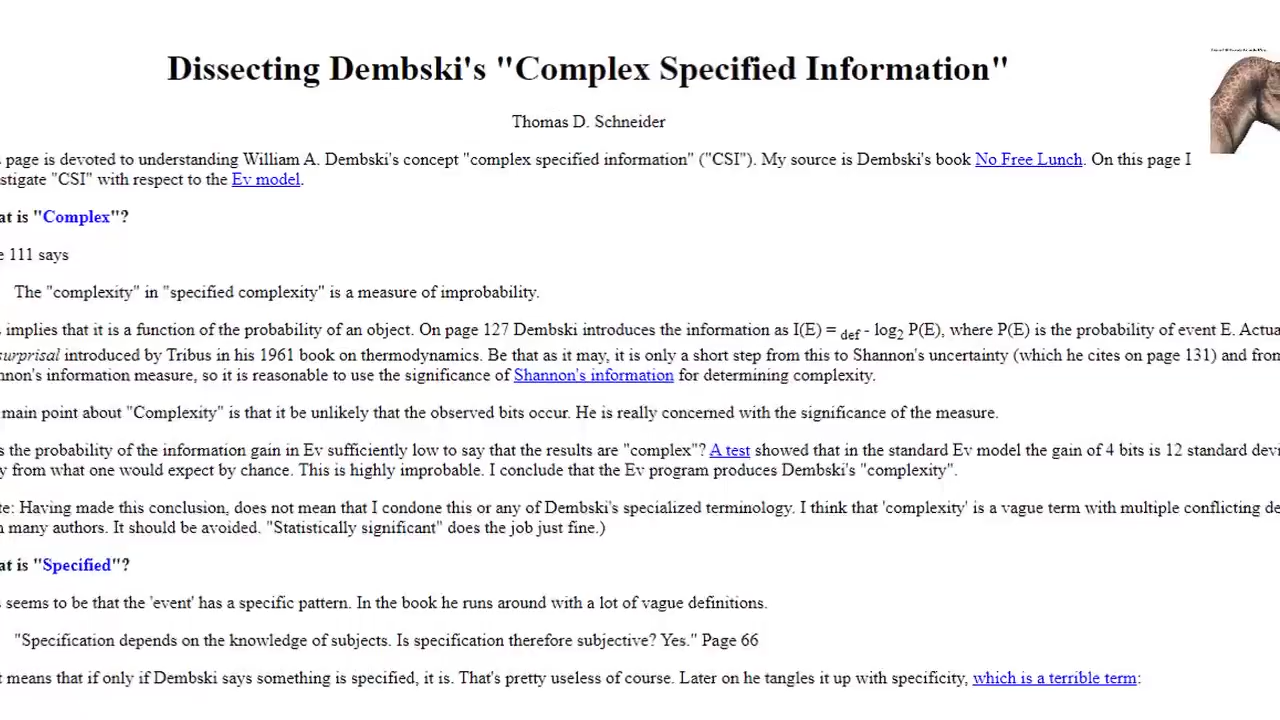 Dissecting Dembski's "Complex Specified Information"
Thomas D. Schneider
page is devoted to understanding William A. Dembski's concept "complex specified information" ("CSI"). My source is Dembski's book No Free Lunch. On this page I
stigate "CSI" with respect to the Ev model.
at is "Complex"?
e 111 says
The "complexity" in "specified complexity" is a measure of improbability.
implies that it is a function of the probability of an object. On page 127 Dembski introduces the information as I(E) = def - log2 P(E), where P(E) is the probability of event E. Actua
surprisal introduced by Tribus in his 1961 book on thermodynamics. Be that as it may, it is only a short step from this to Shannon's uncertainty (which he cites on page 131) and from
nnon's information measure, so it is reasonable to use the significance of Shannon's information for determining complexity.
main point about "Complexity" is that it be unlikely that the observed bits occur. He is really concerned with the significance of the measure.
s the probability of the information gain in Ev sufficiently low to say that the results are "complex"? A test showed that in the standard Ev model the gain of 4 bits is 12 standard devi
y from what one would expect by chance. This is highly improbable. I conclude that the Ev program produces Dembski's "complexity".
te: Having made this conclusion, does not mean that I condone this or any of Dembski's specialized terminology. I think that 'complexity' is a vague term with multiple conflicting de
many authors. It should be avoided. "Statistically significant" does the job just fine.)
at is "Specified"?
s seems to be that the 'event' has a specific pattern. In the book he runs around with a lot of vague definitions.
"Specification depends on the knowledge of subjects. Is specification therefore subjective? Yes." Page 66
t means that if only if Dembski says something is specified, it is. That's pretty useless of course. Later on he tangles it up with specificity, which is a terrible term: